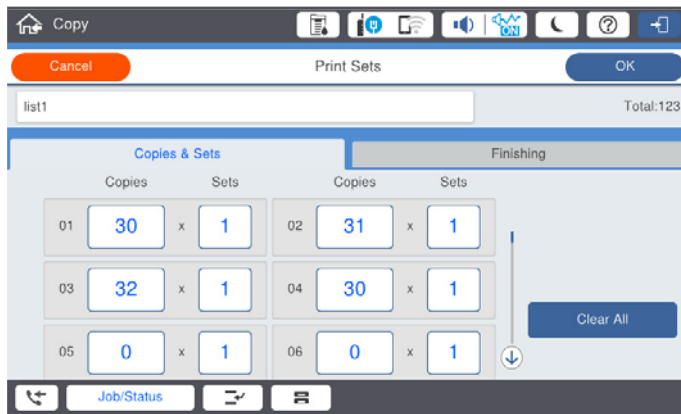 Copy
ON
Cancel
Print Sets
OK
list1
Total:123
Copies & Sets
Finishing
Copies Sets Copies Sets
01 30 x 1 02 31 x 1
03 32 x 1 04 30 x 1
Clear All
05 0 x 1 06 0 x 1
Job/Status